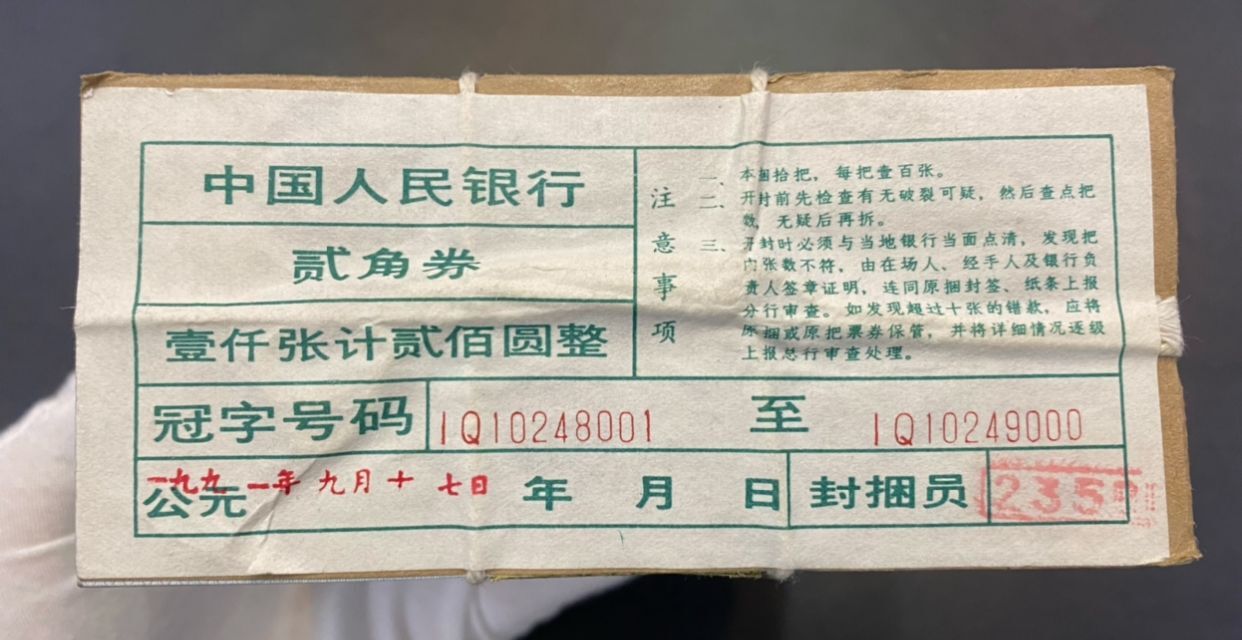 中国人民银行
贰角券
壹仟张计贰佰圆整
注意事项
一、本捆拾把，每把壹百张。
二、开封前先检查有无破裂可疑，然后查点把
数，无疑后再拆。
三、开封时必须与当地银行当面点清，发现把
内张数不符，由在场人、经手人及银行负
责人签章证明，连同原捆封签、纸条上报
分行审查。如发现超过十张的错款，应将
原捆或原把票券保管，并将详细情况逐级
上报总行审查处理。
冠字号码 IQ10248001 至 IQ10249000
一九九一年九月十七日
公元 年 月 日 封捆员 235